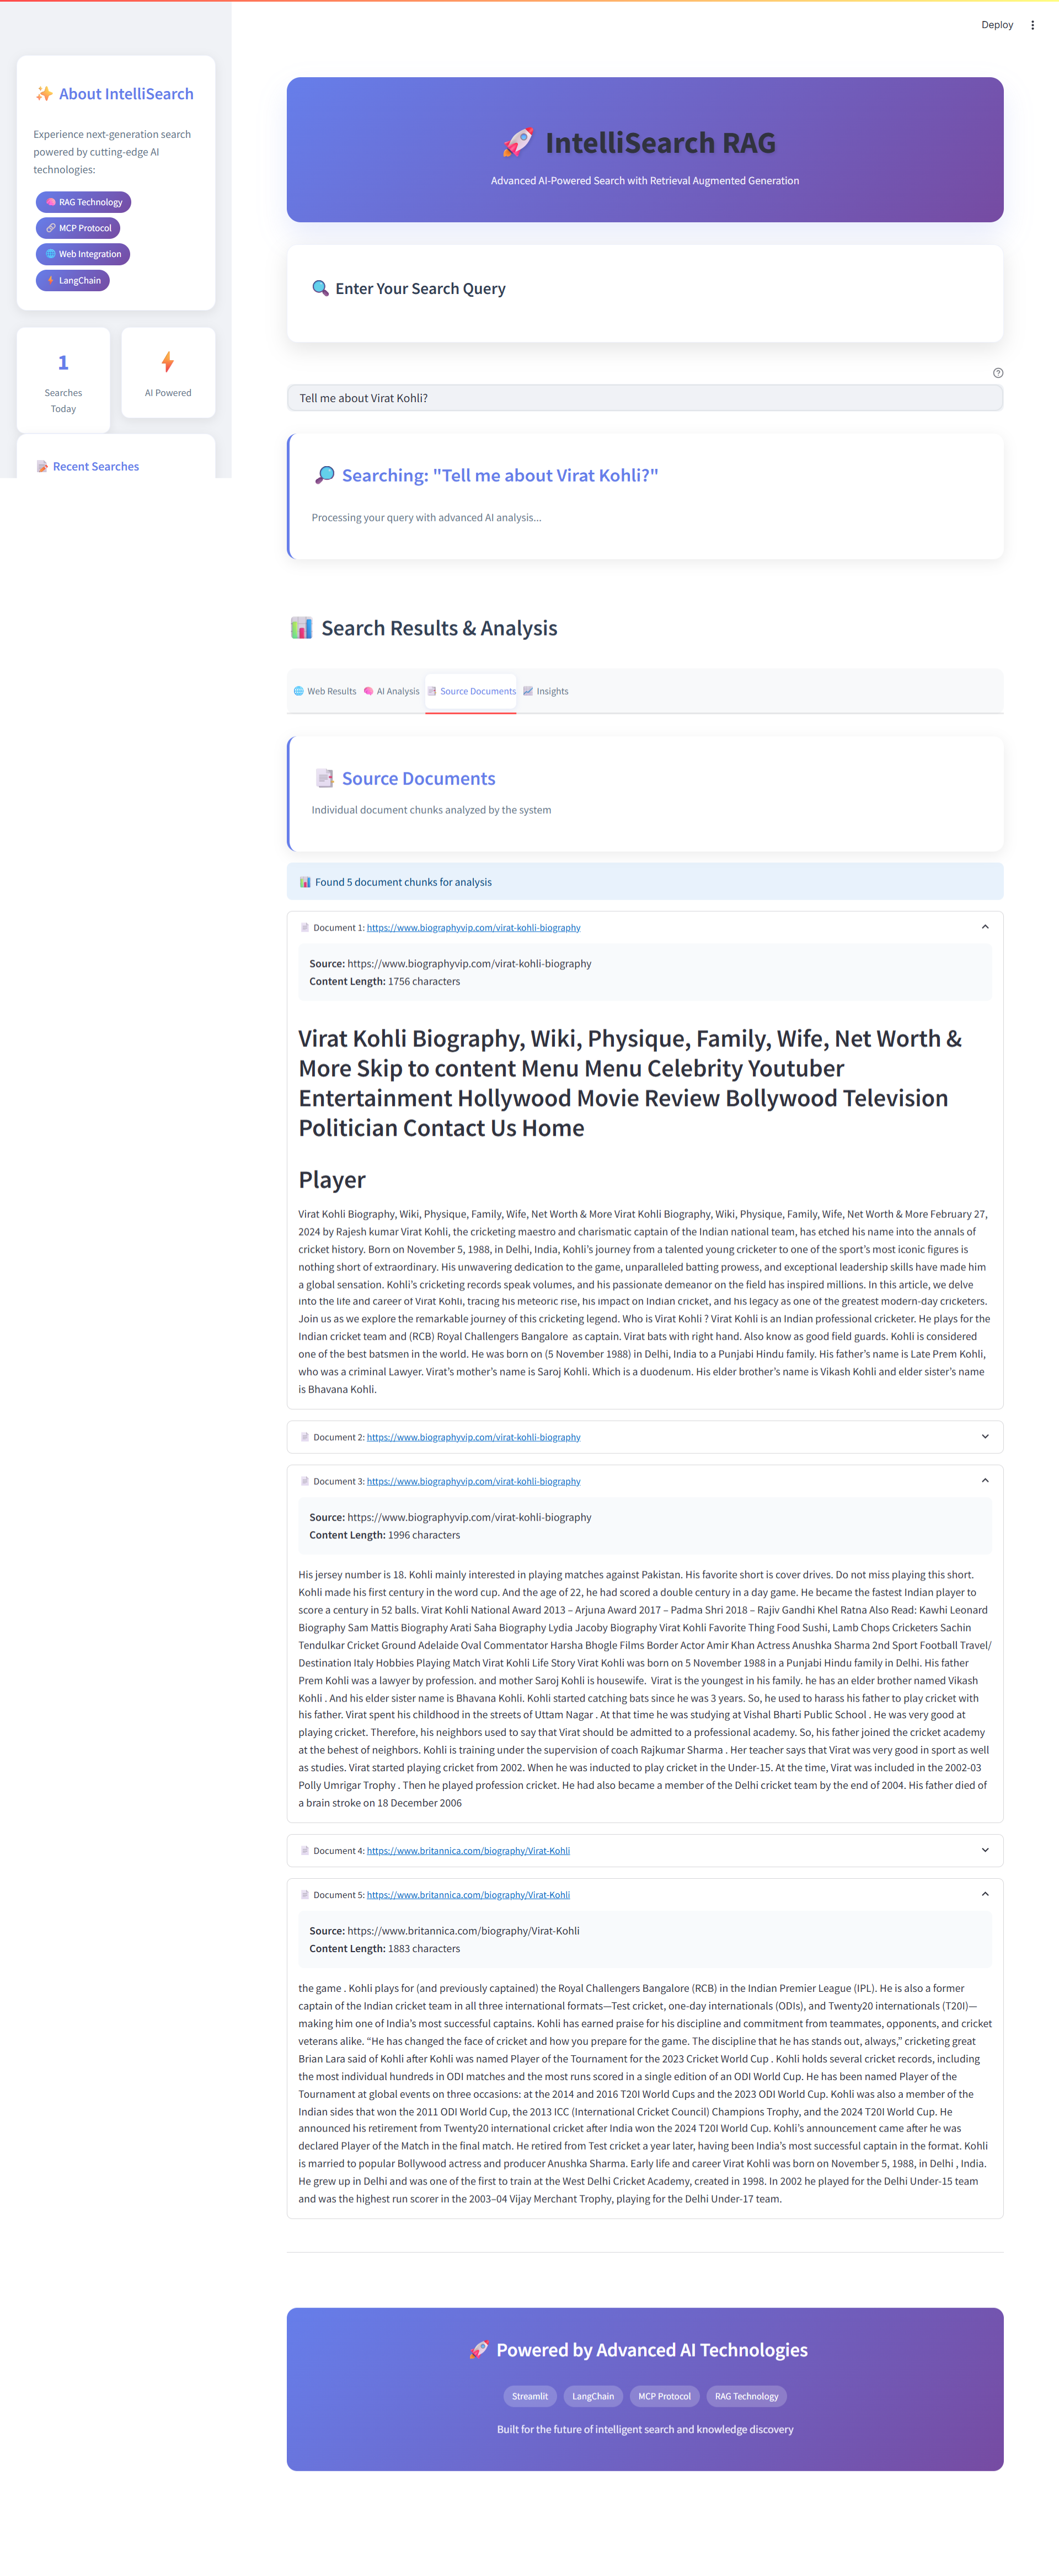 Deploy
About IntelliSearch
Experience next-generation search
powered by cutting-edge AI
technologies:
RAG Technology
MCP Protocol
Web Integration
LangChain
1
Searches
Today
AI Powered
Recent Searches
IntelliSearch RAG
Advanced AI-Powered Search with Retrieval Augmented Generation
Enter Your Search Query
Tell me about Virat Kohli?
Searching: "Tell me about Virat Kohli?"
Processing your query with advanced AI analysis...
Search Results & Analysis
Web Results
AI Analysis
Source Documents
Insights
Source Documents
Individual document chunks analyzed by the system
Found 5 document chunks for analysis
Document 1: https://www.biographyvip.com/virat-kohli-biography
Source: https://www.biographyvip.com/virat-kohli-biography
Content Length: 1756 characters
Virat Kohli Biography, Wiki, Physique, Family, Wife, Net Worth &
More Skip to content Menu Menu Celebrity Youtuber
Entertainment Hollywood Movie Review Bollywood Television
Politician Contact Us Home
Player
Virat Kohli Biography, Wiki, Physique, Family, Wife, Net Worth & More Virat Kohli Biography, Wiki, Physique, Family, Wife, Net Worth & More February 27,
2024 by Rajesh kumar Virat Kohli, the cricketing maestro and charismatic captain of the Indian national team, has etched his name into the annals of
cricket history. Born on November 5, 1988, in Delhi, India, Kohli’s journey from a talented young cricketer to one of the sport’s most iconic figures is
nothing short of extraordinary. His unwavering dedication to the game, unparalleled batting prowess, and exceptional leadership skills have made him
a global sensation. Kohli’s cricketing records speak volumes, and his passionate demeanor on the field has inspired millions. In this article, we delve
into the life and career of Virat Kohli, tracing his meteoric rise, his impact on Indian cricket, and his legacy as one of the greatest modern-day cricketers.
Join us as we explore the remarkable journey of this cricketing legend. Who is Virat Kohli ? Virat Kohli is an Indian professional cricketer. He plays for the
Indian cricket team and (RCB) Royal Challengers Bangalore as captain. Virat bats with right hand. Also know as good field guards. Kohli is considered
one of the best batsmen in the world. He was born on (5 November 1988) in Delhi, India to a Punjabi Hindu family. His father’s name is Late Prem Kohli,
who was a criminal Lawyer. Virat’s mother’s name is Saroj Kohli. Which is a duodenum. His elder brother’s name is Vikash Kohli and elder sister’s name
is Bhavana Kohli.
Document 2: https://www.biographyvip.com/virat-kohli-biography
Document 3: https://www.biographyvip.com/virat-kohli-biography
Source: https://www.biographyvip.com/virat-kohli-biography
Content Length: 1996 characters
His jersey number is 18. Kohli mainly interested in playing matches against Pakistan. His favorite short is cover drives. Do not miss playing this short.
Kohli made his first century in the word cup. And the age of 22, he had scored a double century in a day game. He became the fastest Indian player to
score a century in 52 balls. Virat Kohli National Award 2013 – Arjuna Award 2017 – Padma Shri 2018 – Rajiv Gandhi Khel Ratna Also Read: Kawhi Leonard
Biography Sam Mattis Biography Arati Saha Biography Lydia Jacoby Biography Virat Kohli Favorite Thing Food Sushi, Lamb Chops Cricketers Sachin
Tendulkar Cricket Ground Adelaide Oval Commentator Harsha Bhogle Films Border Actor Amir Khan Actress Anushka Sharma 2nd Sport Football Travel/
Destination Italy Hobbies Playing Match Virat Kohli Life Story Virat Kohli was born on 5 November 1988 in a Punjabi Hindu family in Delhi. His father
Prem Kohli was a lawyer by profession. and mother Saroj Kohli is housewife. Virat is the youngest in his family. he has an elder brother named Vikash
Kohli . And his elder sister name is Bhavana Kohli. Kohli started catching bats since he was 3 years. So, he used to harass his father to play cricket with
his father. Virat spent his childhood in the streets of Uttam Nagar . At that time he was studying at Vishal Bharti Public School . He was very good at
playing cricket. Therefore, his neighbors used to say that Virat should be admitted to a professional academy. So, his father joined the cricket academy
at the behest of neighbors. Kohli is training under the supervision of coach Rajkumar Sharma . Her teacher says that Virat was very good in sport as well
as studies. Virat started playing cricket from 2002. When he was inducted to play cricket in the Under-15. At the time, Virat was included in the 2002-03
Polly Umrigar Trophy . Then he played profession cricket. He had also became a member of the Delhi cricket team by the end of 2004. His father died of
a brain stroke on 18 December 2006
Document 4: https://www.britannica.com/biography/Virat-Kohli
Document 5: https://www.britannica.com/biography/Virat-Kohli
Source: https://www.britannica.com/biography/Virat-Kohli
Content Length: 1883 characters
the game . Kohli plays for (and previously captained) the Royal Challengers Bangalore (RCB) in the Indian Premier League (IPL). He is also a former
captain of the Indian cricket team in all three international formats—Test cricket, one-day internationals (ODIs), and Twenty20 internationals (T20I)—
making him one of India’s most successful captains. Kohli has earned praise for his discipline and commitment from teammates, opponents, and cricket
veterans alike. “He has changed the face of cricket and how you prepare for the game. The discipline that he has stands out, always,” cricketing great
Brian Lara said of Kohli after Kohli was named Player of the Tournament for the 2023 Cricket World Cup . Kohli holds several cricket records, including
the most individual hundreds in ODI matches and the most runs scored in a single edition of an ODI World Cup. He has been named Player of the
Tournament at global events on three occasions: at the 2014 and 2016 T20I World Cups and the 2023 ODI World Cup. Kohli was also a member of the
Indian sides that won the 2011 ODI World Cup, the 2013 ICC (International Cricket Council) Champions Trophy, and the 2024 T20I World Cup. He
announced his retirement from Twenty20 international cricket after India won the 2024 T20I World Cup. Kohli’s announcement came after he was
declared Player of the Match in the final match. He retired from Test cricket a year later, having been India’s most successful captain in the format. Kohli
is married to popular Bollywood actress and producer Anushka Sharma. Early life and career Virat Kohli was born on November 5, 1988, in Delhi , India.
He grew up in Delhi and was one of the first to train at the West Delhi Cricket Academy, created in 1998. In 2002 he played for the Delhi Under-15 team
and was the highest run scorer in the 2003–04 Vijay Merchant Trophy, playing for the Delhi Under-17 team.
Powered by Advanced AI Technologies
Streamlit
LangChain
MCP Protocol
RAG Technology
Built for the future of intelligent search and knowledge discovery